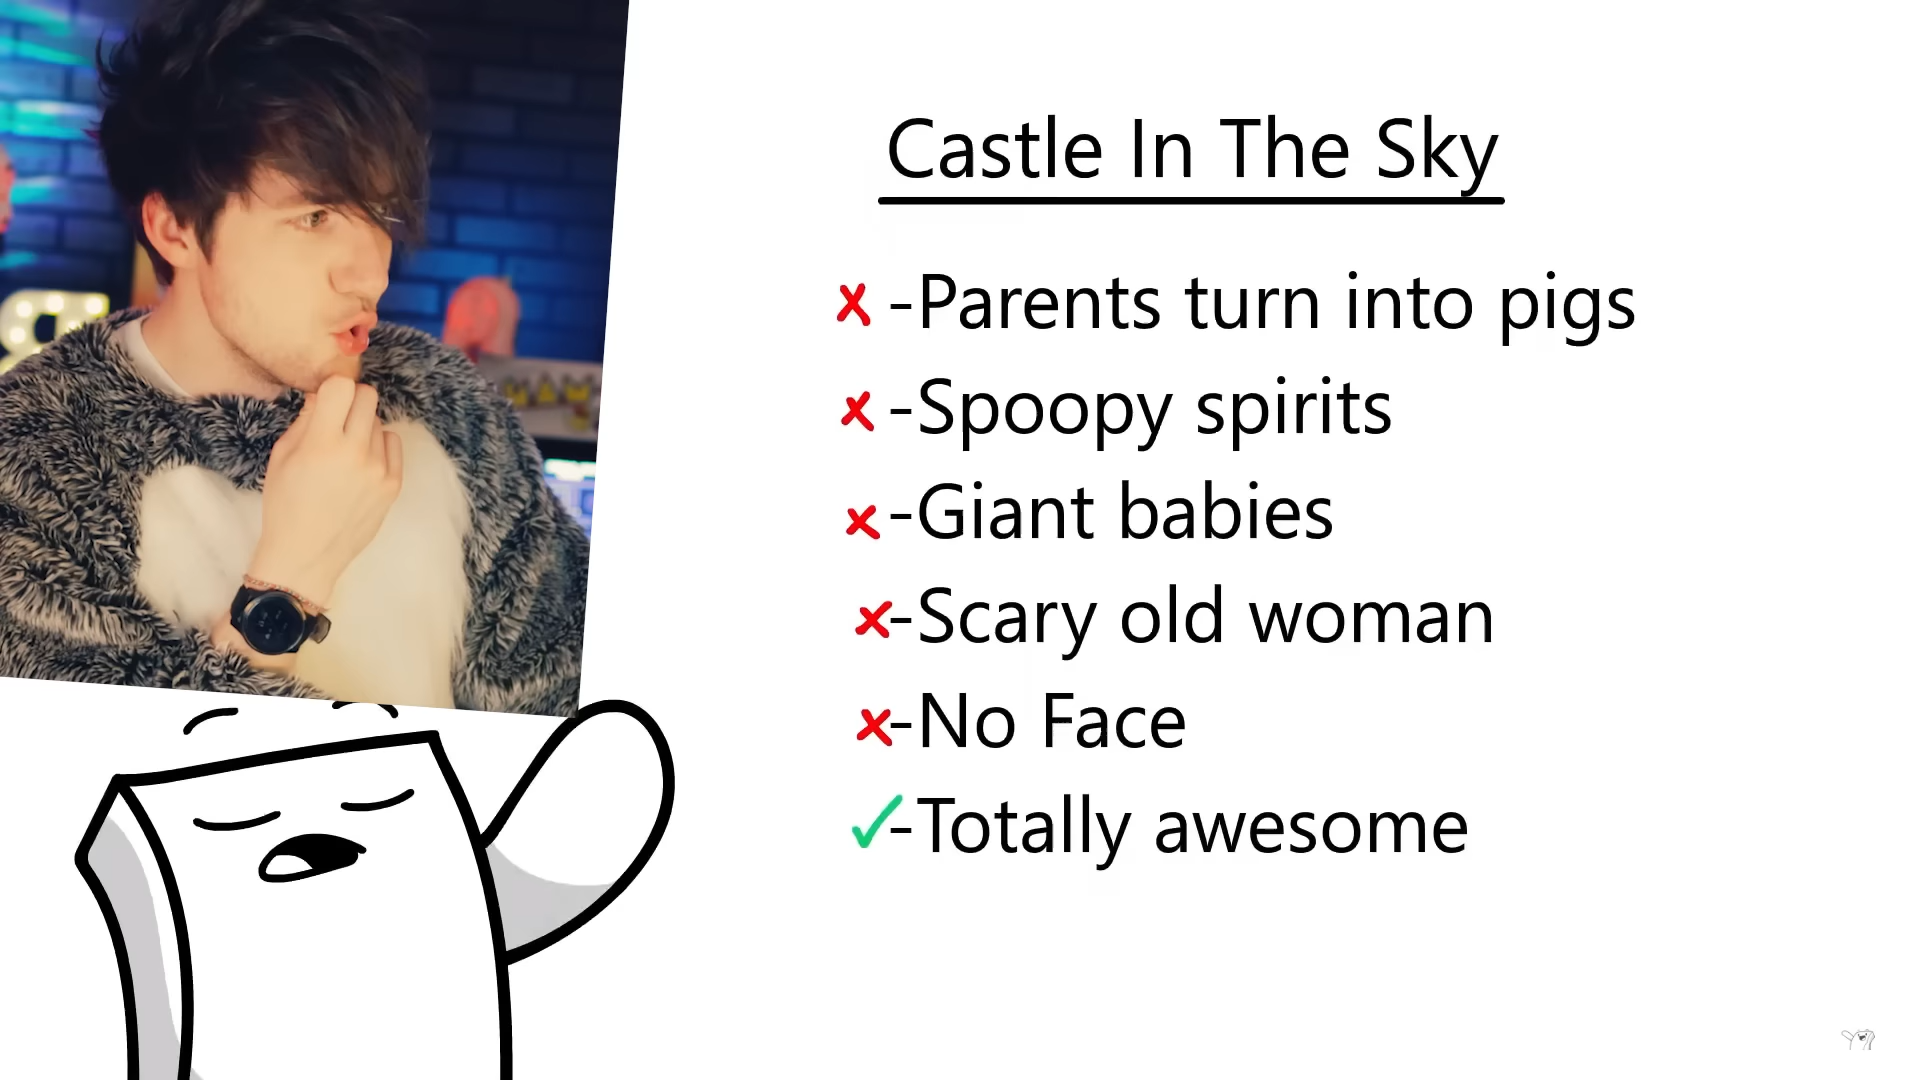 Castle In The Sky
-Parents turn into pigs
-Spoopy spirits
-Giant babies
-Scary old woman
-No Face
-Totally awesome